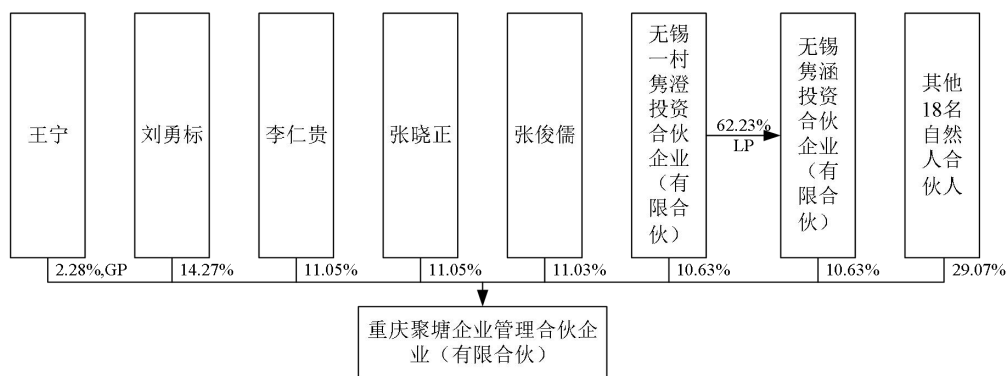 王宁
刘勇标
李仁贵
张晓正
张俊儒
无锡
一村
隽澄
投资
合伙
企业
（有
限合
伙）
62.23%
LP
无锡
隽涵
投资
合伙
企业
（有
限合
伙）
其他
18名
自然
人合
伙人
2.28%,GP
14.27%
11.05%
11.05%
11.03%
10.63%
10.63%
29.07%
重庆聚塘企业管理合伙企
业（有限合伙）